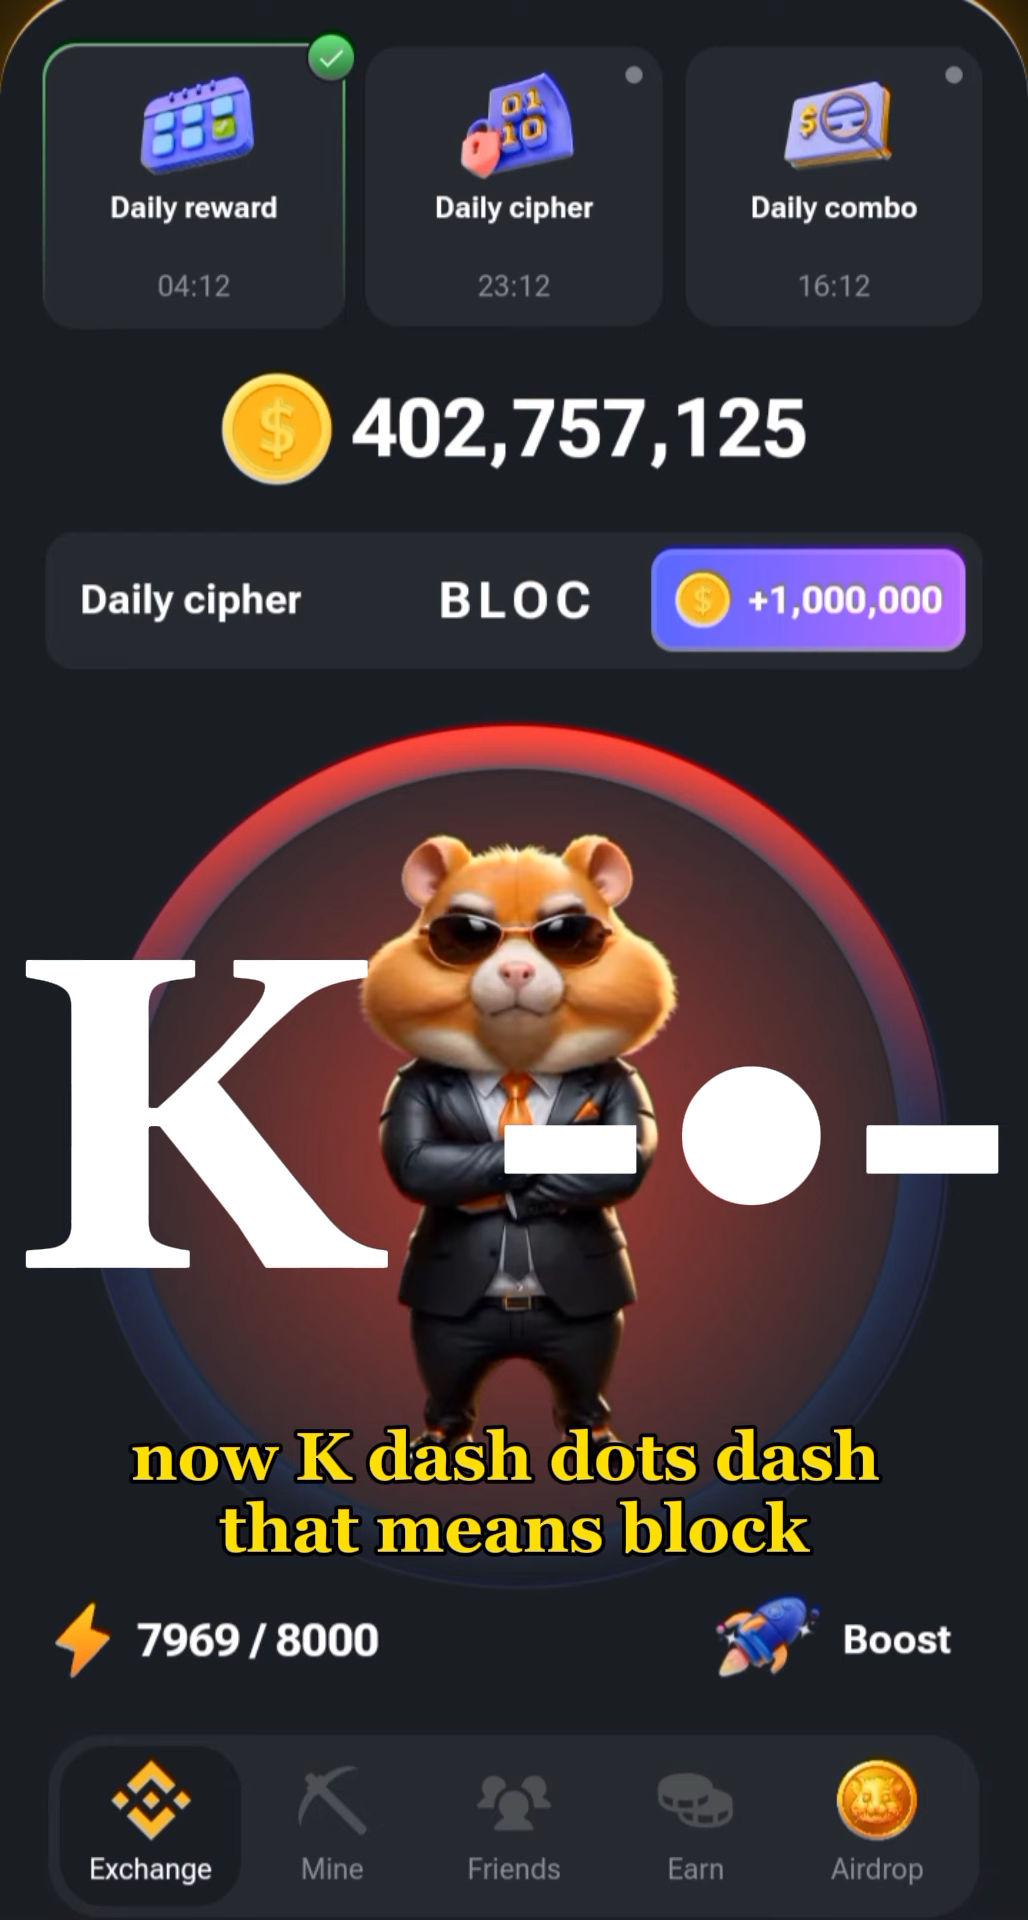 Daily reward
04:12
Daily cipher
23:12
Daily combo
16:12
402,757,125
Daily cipher BLOC +1,000,000
K -●-
now K dash dots dash
that means block
7969 / 8000
Boost
Exchange
Mine
Friends
Earn
Airdrop